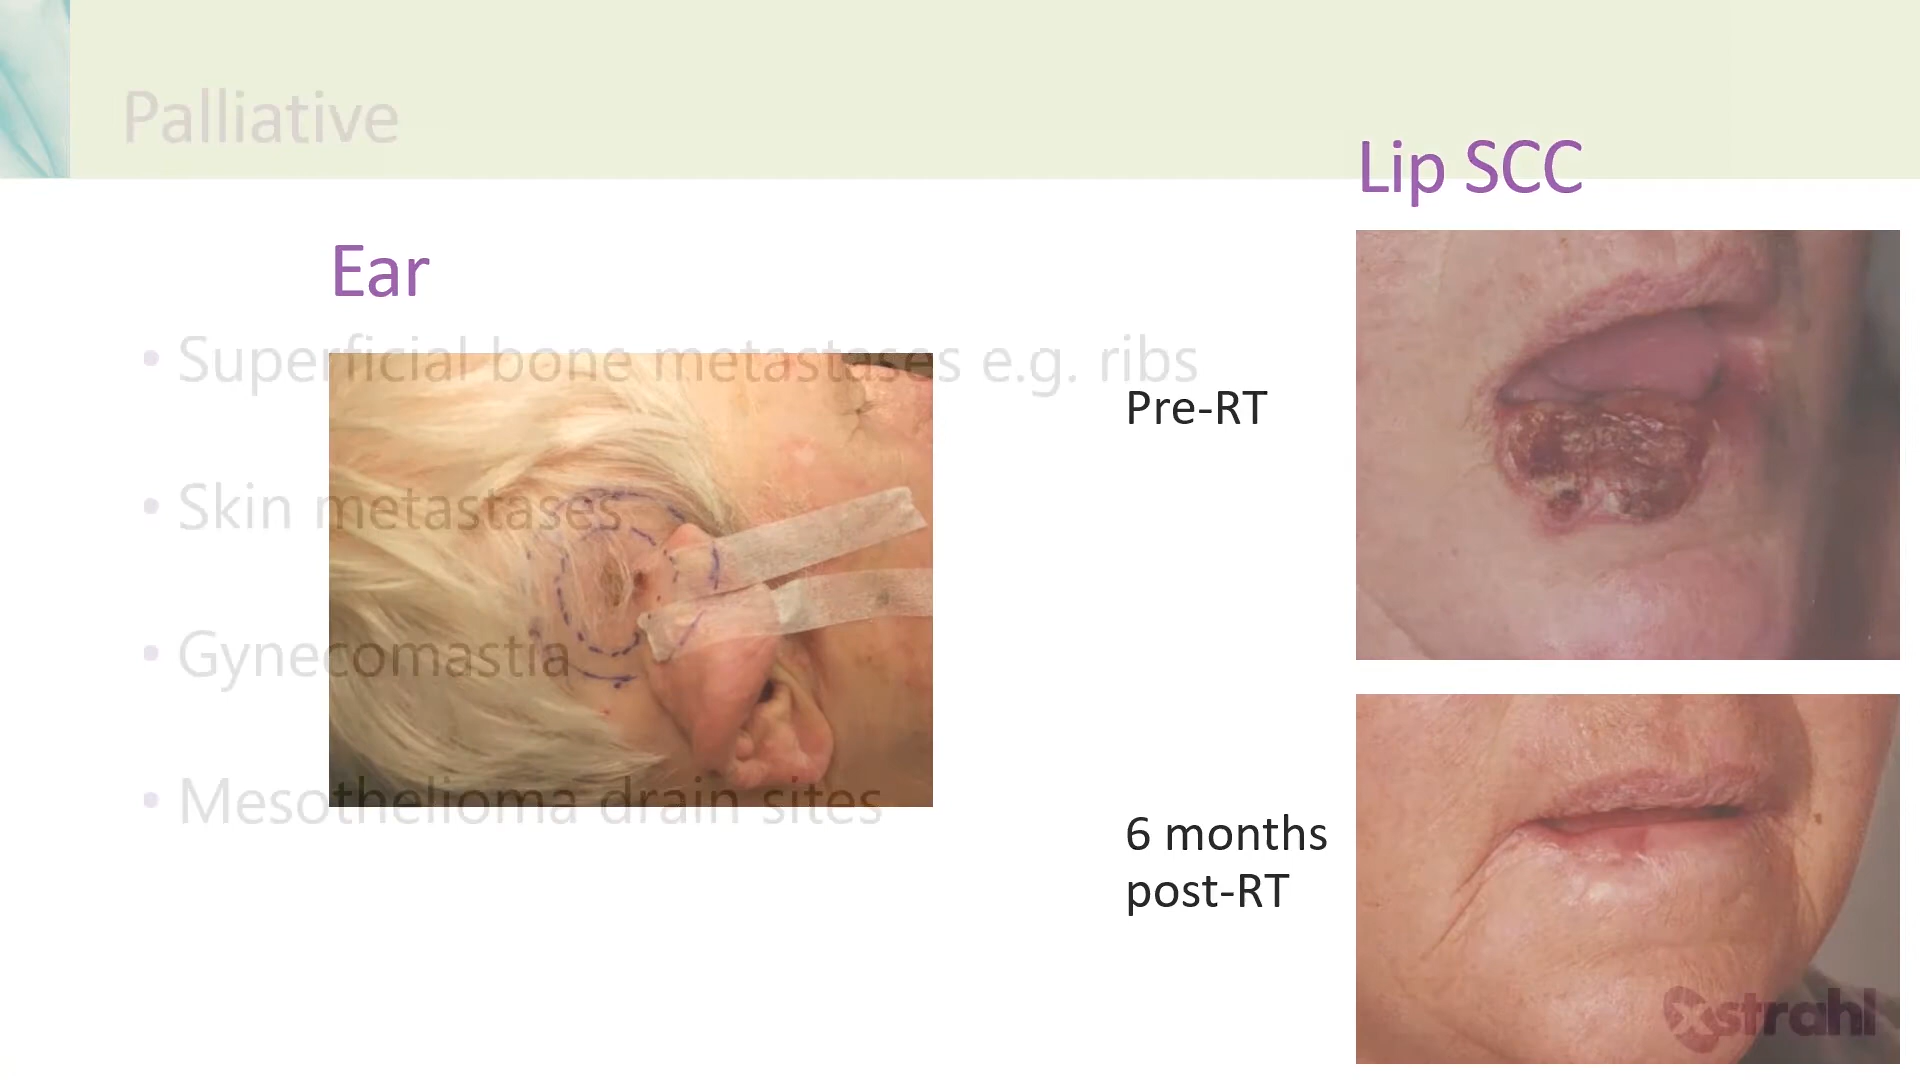 Palliative
Lip SCC
Ear
• Superficial bone metastases e.g. ribs
Pre-RT
• Skin metastases
• Gynecomastia
• Mesothelioma drain sites
6 months
post-RT
xstrahl